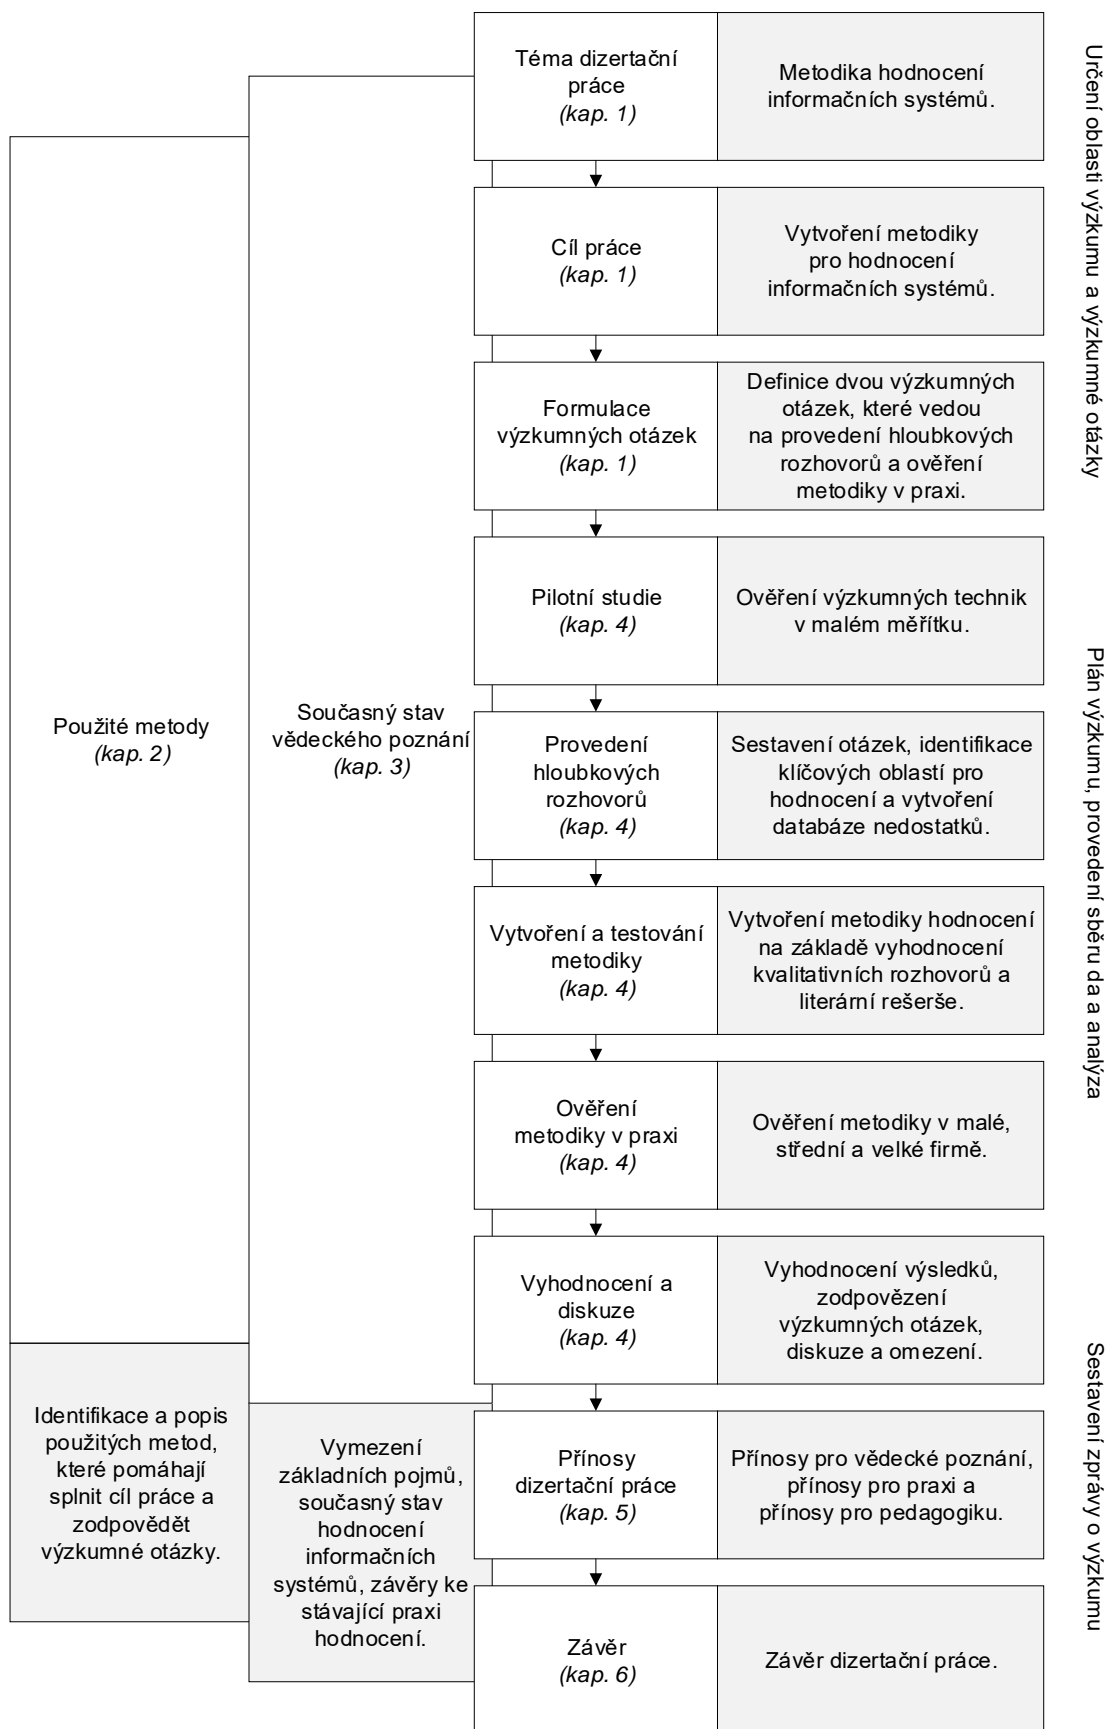 Téma dizertační
práce
(kap. 1)
Metodika hodnocení
informačních systémů.
Cíl práce
(kap. 1)
Vytvoření metodiky
pro hodnocení
informačních systémů.
Formulace
výzkumných otázek
(kap. 1)
Definice dvou výzkumných
otázek, které vedou
na provedení hloubkových
rozhovorů a ověření
metodiky v praxi.
Určení oblasti výzkumu a výzkumné otázky
Pilotní studie
(kap. 4)
Ověření výzkumných technik
v malém měřítku.
Použité metody
(kap. 2)
Současný stav
vědeckého poznání
(kap. 3)
Provedení
hloubkových
rozhovorů
(kap. 4)
Sestavení otázek, identifikace
klíčových oblastí pro
hodnocení a vytvoření
databáze nedostatků.
Vytvoření a testování
metodiky
(kap. 4)
Vytvoření metodiky hodnocení
na základě vyhodnocení
kvalitativních rozhovorů a
literární rešerše.
Ověření
metodiky v praxi
(kap. 4)
Ověření metodiky v malé,
střední a velké firmě.
Plán výzkumu, provedení sběru da a analýza
Vyhodnocení a
diskuze
(kap. 4)
Vyhodnocení výsledků,
zodpovězení
výzkumných otázek,
diskuze a omezení.
Identifikace a popis
použitých metod,
které pomáhají
splnit cíl práce a
zodpovědět
výzkumné otázky.
Vymezení
základních pojmů,
současný stav
hodnocení
informačních
systémů, závěry ke
stávající praxi
hodnocení.
Přínosy
dizertační práce
(kap. 5)
Přínosy pro vědecké poznání,
přínosy pro praxi a
přínosy pro pedagogiku.
Závěr
(kap. 6)
Závěr dizertační práce.
Sestavení zprávy o výzkumu